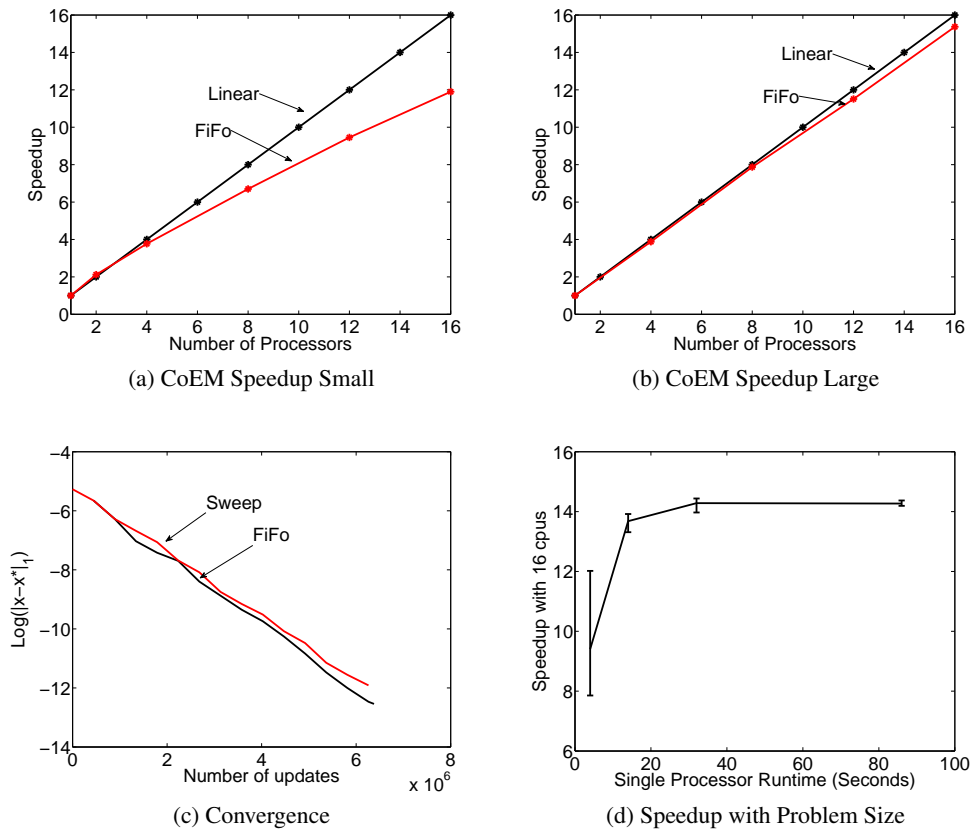 16
14
12
10
8
6
4
2
0
Speedup
Linear
FiFo
2 4 6 8 10 12 14 16
Number of Processors
(a) CoEM Speedup Small
16
14
12
10
8
6
4
2
0
Speedup
Linear
FiFo
2 4 6 8 10 12 14 16
Number of Processors
(b) CoEM Speedup Large
−4
−6
−8
−10
−12
−14
Log(|x−x*|₁)
Sweep
FiFo
0 2 4 6 8
Number of updates
x 10⁶
(c) Convergence
16
14
12
10
8
6
Speedup with 16 cpus
0 20 40 60 80 100
Single Processor Runtime (Seconds)
(d) Speedup with Problem Size